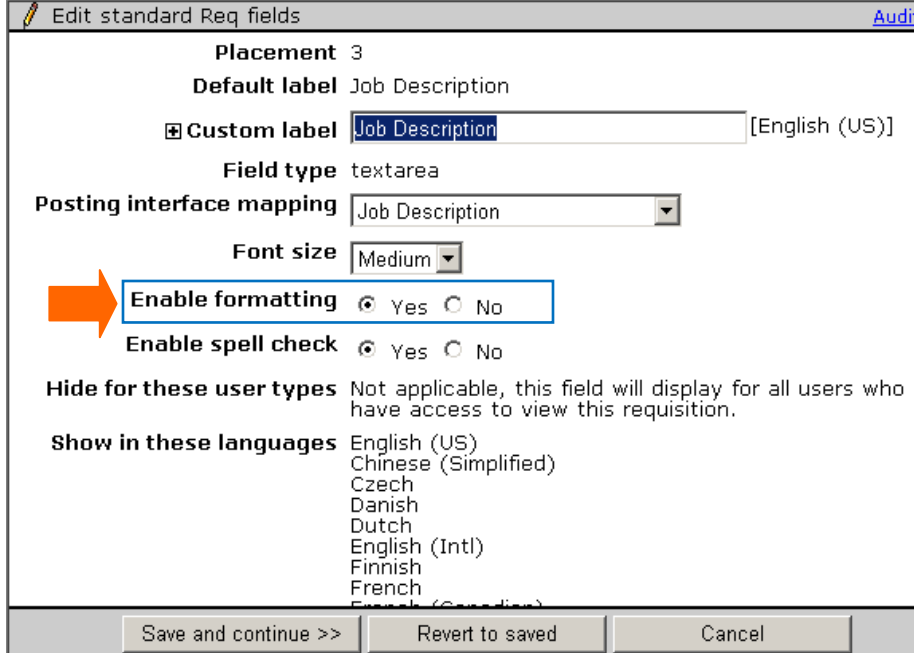 Edit standard Req fields Audi
Placement 3
Default label Job Description
Custom label Job Description [English (US)]
Field type textarea
Posting interface mapping Job Description
Font size Medium
Enable formatting Yes No
Enable spell check Yes No
Hide for these user types Not applicable, this field will display for all users who
have access to view this requisition.
Show in these languages English (US)
Chinese (Simplified)
Czech
Danish
Dutch
English (Intl)
Finnish
French
French (Canadian)
Save and continue >> Revert to saved Cancel